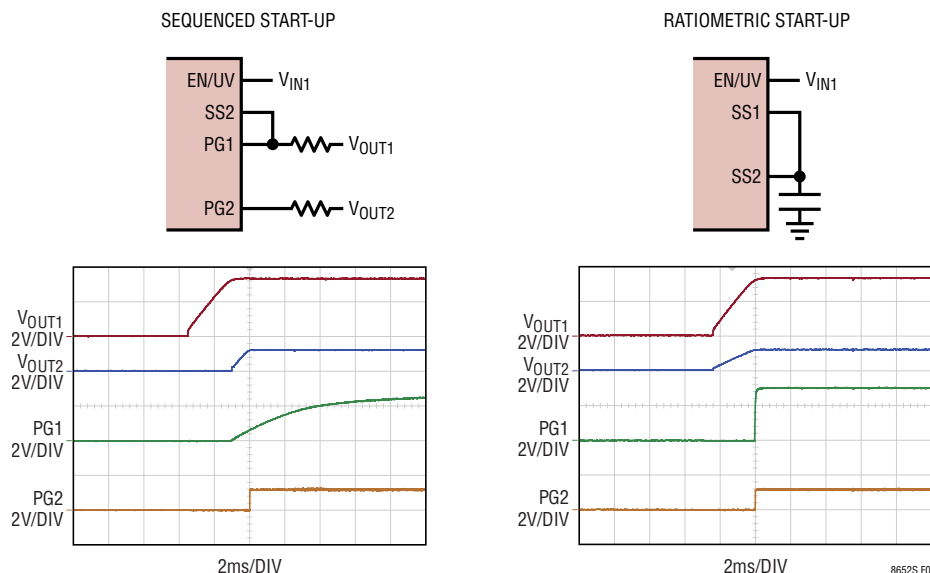 SEQUENCED START-UP
EN/UV
VIN1
SS2
PG1
VOUT1
PG2
VOUT2
VOUT1
2V/DIV
VOUT2
2V/DIV
PG1
2V/DIV
PG2
2V/DIV
2ms/DIV
RATIOMETRIC START-UP
EN/UV
VIN1
SS1
SS2
VOUT1
2V/DIV
VOUT2
2V/DIV
PG1
2V/DIV
PG2
2V/DIV
2ms/DIV
8652S F0